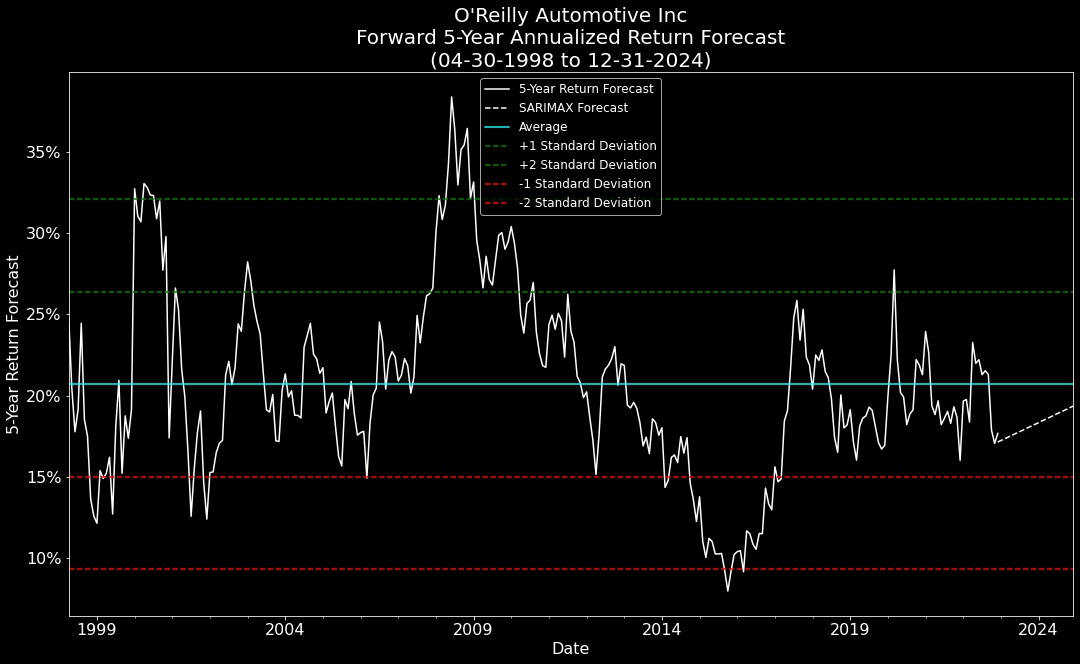 O'Reilly Automotive Inc
Forward 5-Year Annualized Return Forecast
(04-30-1998 to 12-31-2024)
5-Year Return Forecast
SARIMAX Forecast
Average
+1 Standard Deviation
+2 Standard Deviation
-1 Standard Deviation
-2 Standard Deviation
5-Year Return Forecast
35%
30%
25%
20%
15%
10%
1999 2004 2009 2014 2019 2024
Date